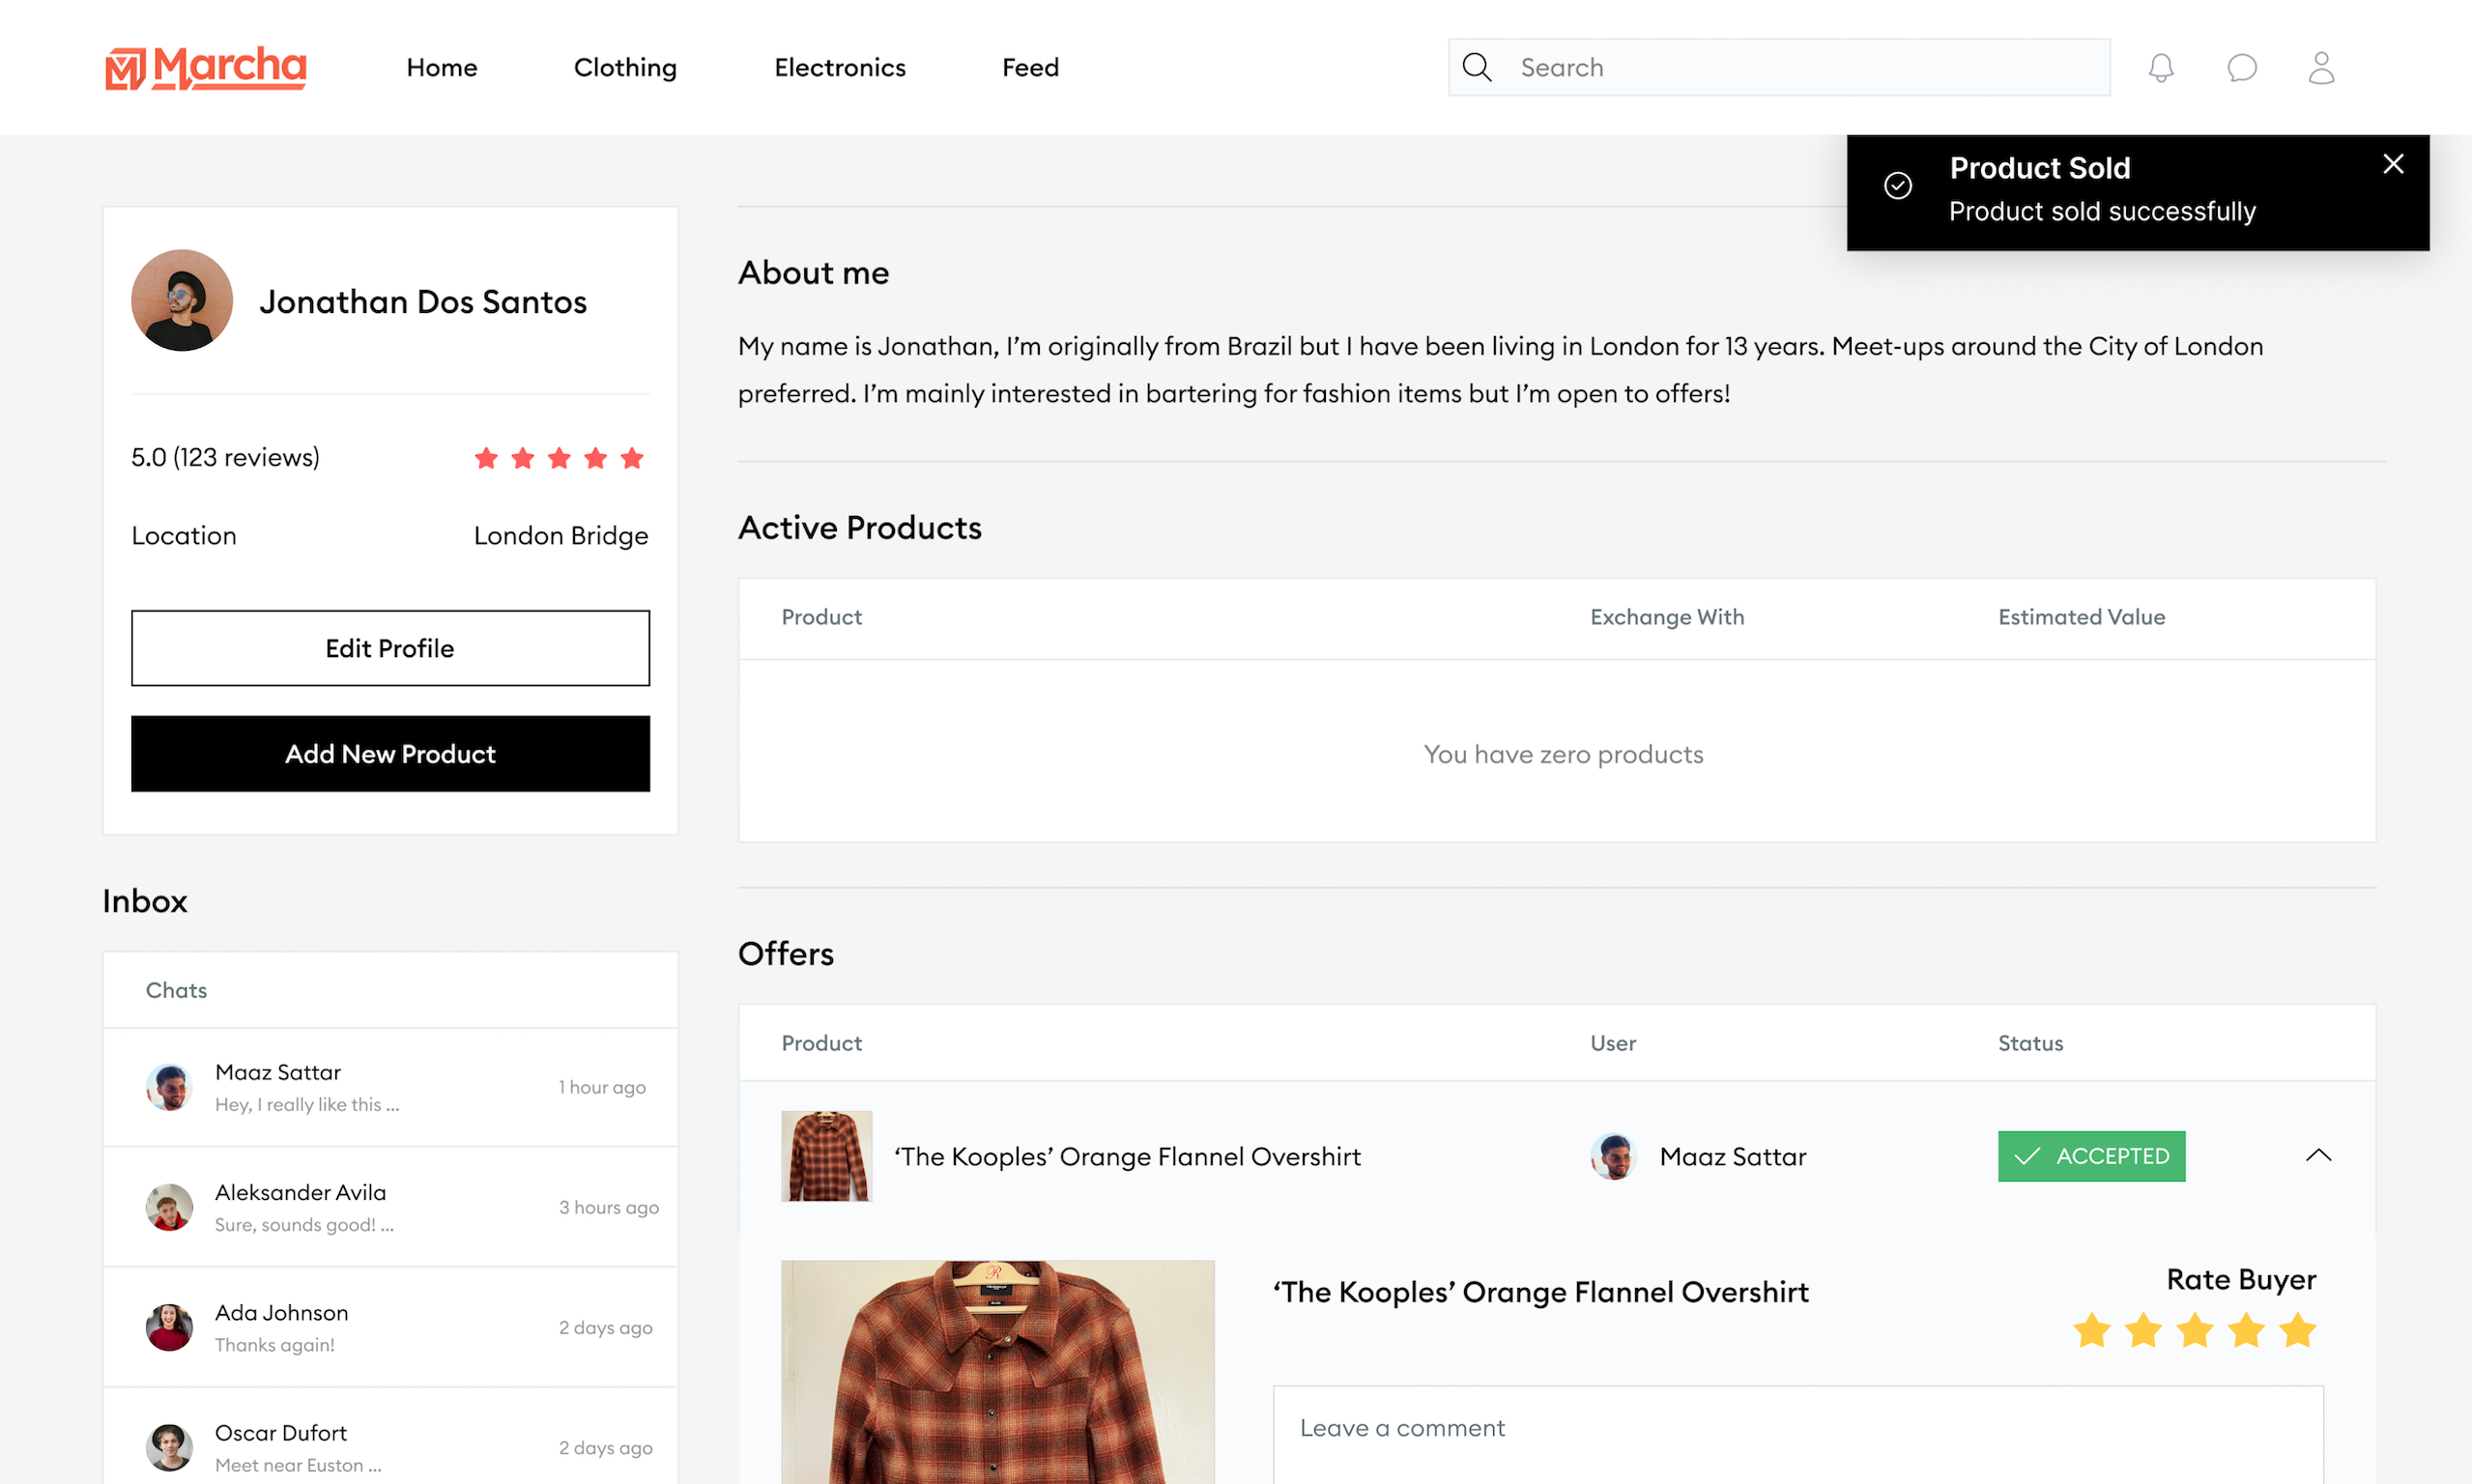 Marcha
Home
Clothing
Electronics
Feed
Search
Product Sold
Product sold successfully
Jonathan Dos Santos
5.0 (123 reviews)
Location
London Bridge
Edit Profile
Add New Product
Inbox
Chats
Maaz Sattar
Hey, I really like this ...
1 hour ago
Aleksander Avila
Sure, sounds good! ...
3 hours ago
Ada Johnson
Thanks again!
2 days ago
Oscar Dufort
Meet near Euston ...
2 days ago
About me
My name is Jonathan, I’m originally from Brazil but I have been living in London for 13 years. Meet-ups around the City of London
preferred. I’m mainly interested in bartering for fashion items but I’m open to offers!
Active Products
Product
Exchange With
Estimated Value
You have zero products
Offers
Product
User
Status
‘The Kooples’ Orange Flannel Overshirt
Maaz Sattar
ACCEPTED
‘The Kooples’ Orange Flannel Overshirt
Rate Buyer
Leave a comment